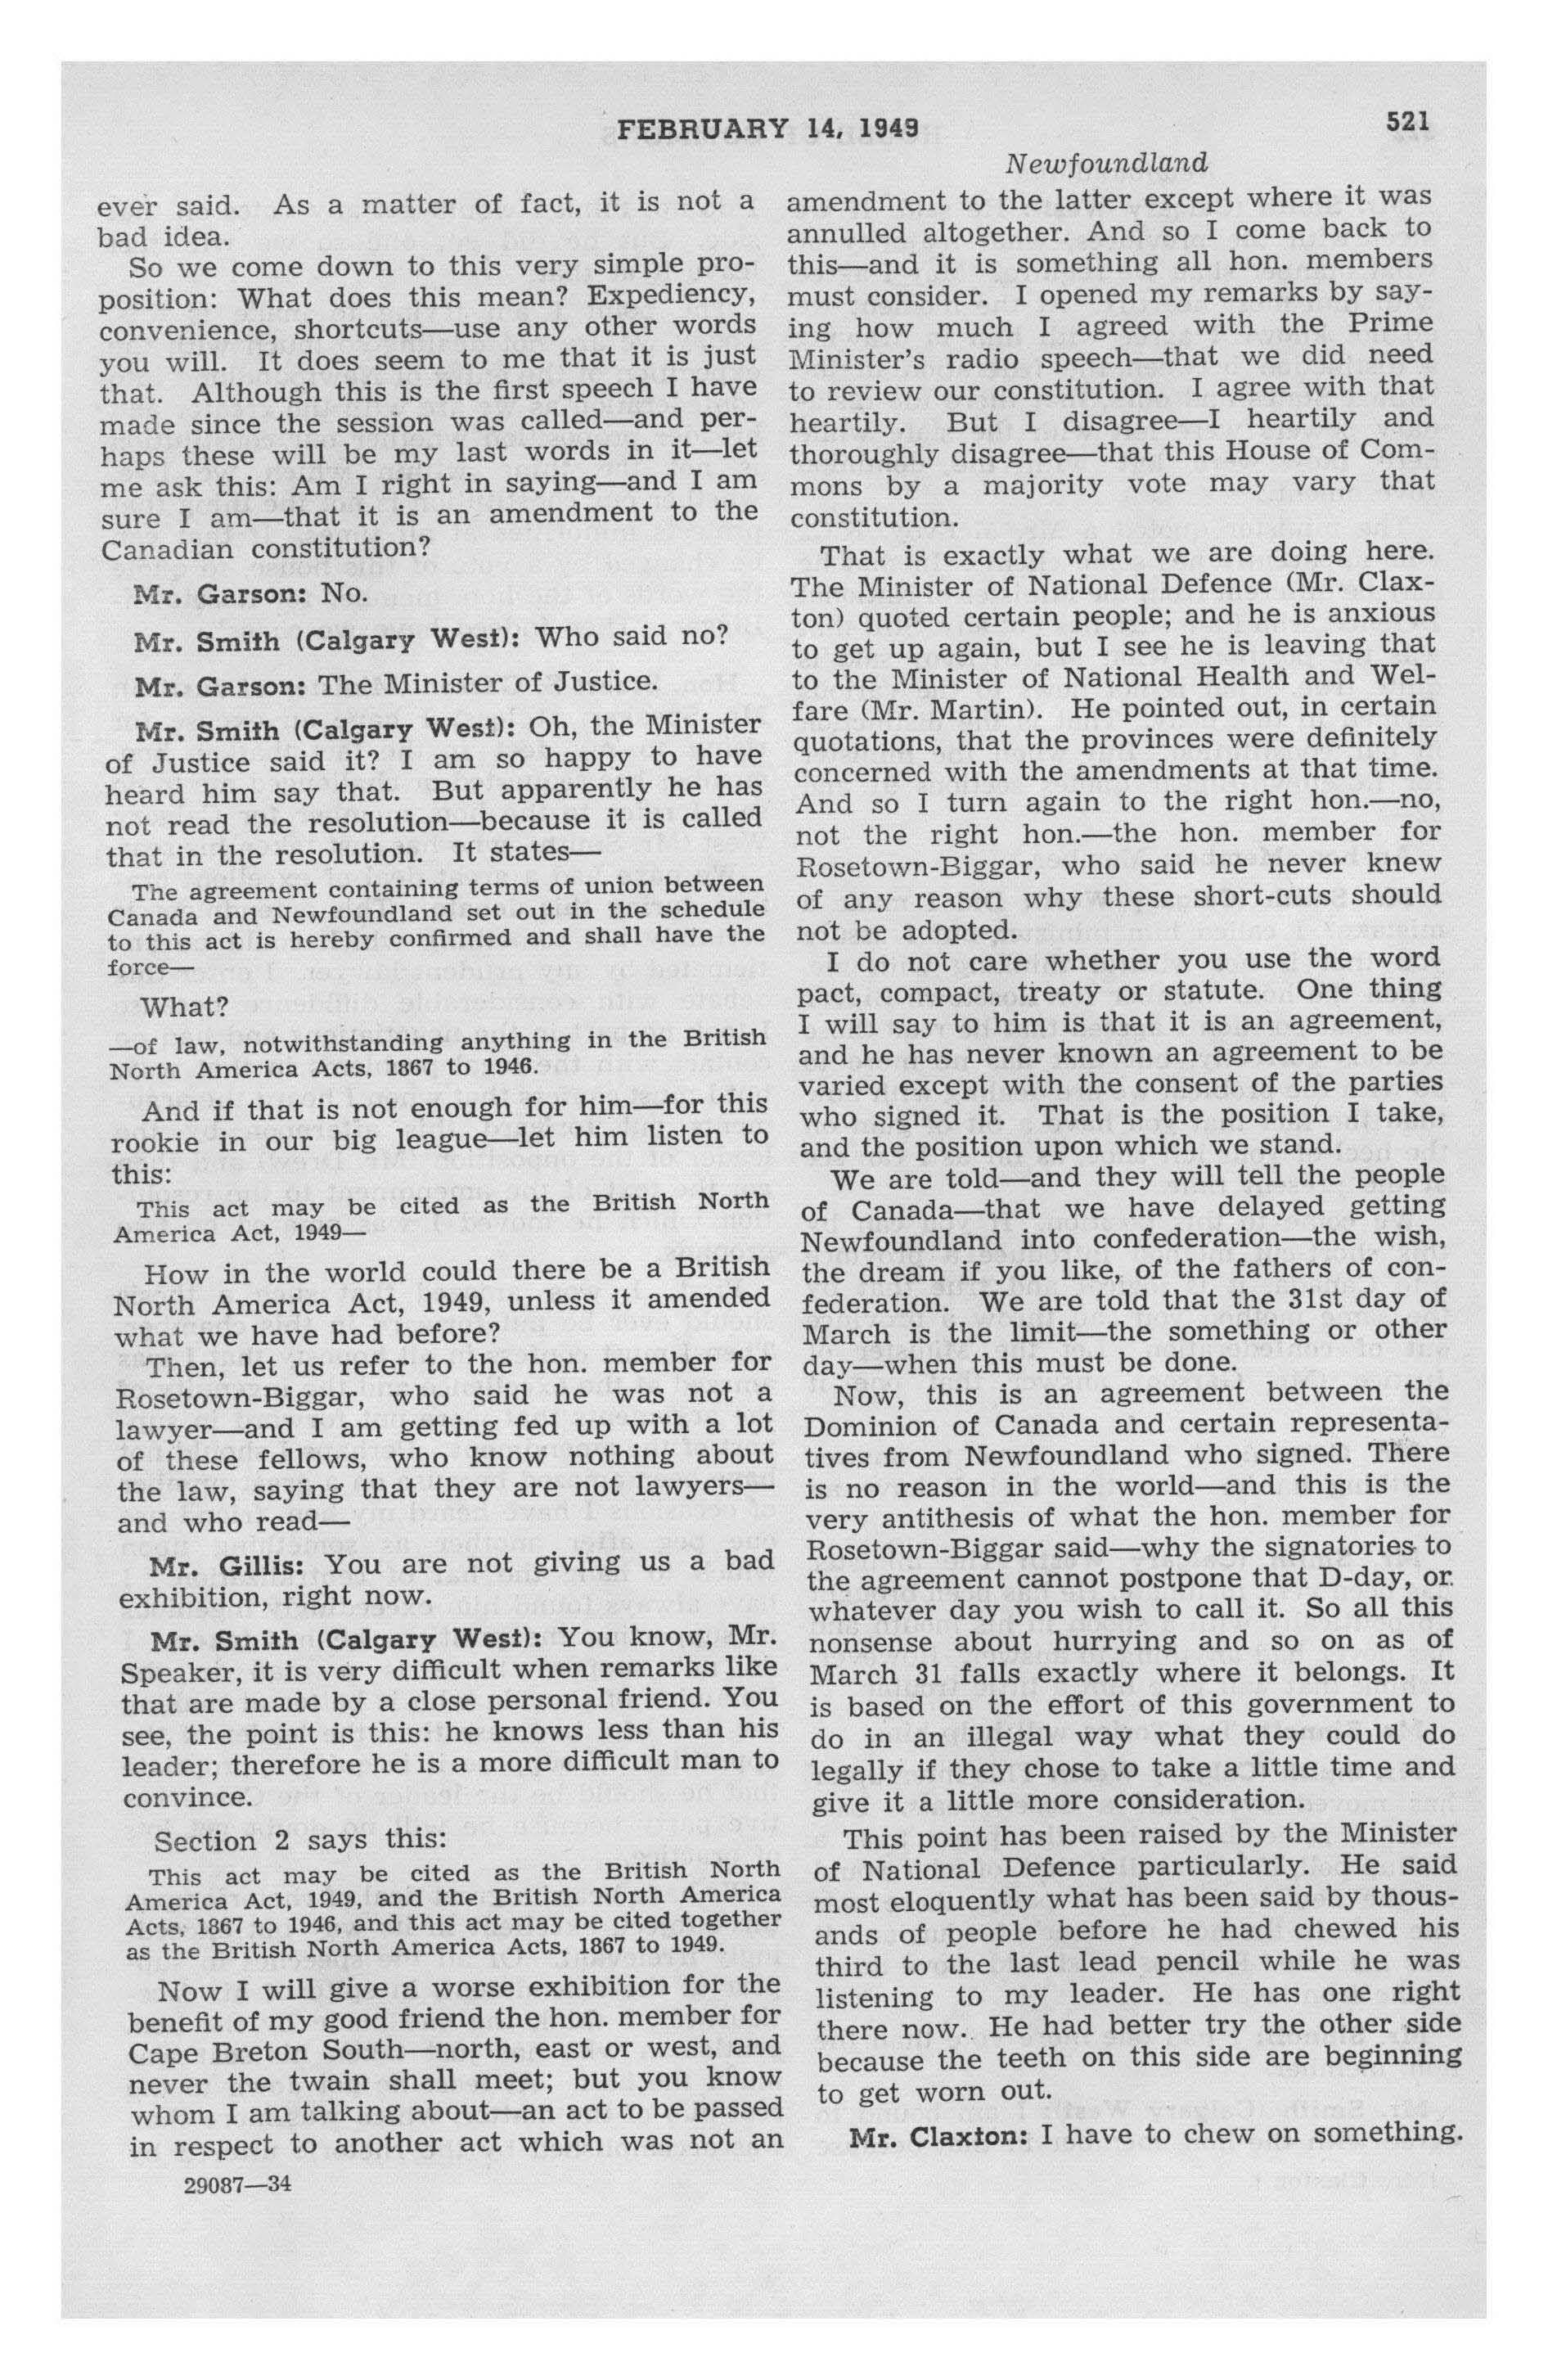 FEBRUARY 14, 1949
521
Newfoundland
ever said. As a matter of fact, it is not a
bad idea.
So we come down to this very simple pro-
position: What does this mean? Expediency,
convenience, shortcuts—use any other words
you will. It does seem to me that it is just
that. Although this is the first speech I have
made since the session was called—and per-
haps these will be my last words in it—let
me ask this: Am I right in saying—and I am
sure I am—that it is an amendment to the
Canadian constitution?
Mr. Garson: No.
Mr. Smith (Calgary West): Who said no?
Mr. Garson: The Minister of Justice.
Mr. Smith (Calgary West): Oh, the Minister
of Justice said it? I am so happy to have
heard him say that. But apparently he has
not read the resolution—because it is called
that in the resolution. It states—
The agreement containing terms of union between
Canada and Newfoundland set out in the schedule
to this act is hereby confirmed and shall have the
force—
What?
—of law, notwithstanding anything in the British
North America Acts, 1867 to 1946.
And if that is not enough for him—for this
rookie in our big league—let him listen to
this:
This act may be cited as the British North
America Act, 1949—
How in the world could there be a British
North America Act, 1949, unless it amended
what we have had before?
Then, let us refer to the hon. member for
Rosetown-Biggar, who said he was not a
lawyer—and I am getting fed up with a lot
of these fellows, who know nothing about
the law, saying that they are not lawyers—
and who read—
Mr. Gillis: You are not giving us a bad
exhibition, right now.
Mr. Smith (Calgary West): You know, Mr.
Speaker, it is very difficult when remarks like
that are made by a close personal friend. You
see, the point is this: he knows less than his
leader; therefore he is a more difficult man to
convince.
Section 2 says this:
This act may be cited as the British North
America Act, 1949, and the British North America
Acts, 1867 to 1946, and this act may be cited together
as the British North America Acts, 1867 to 1949.
Now I will give a worse exhibition for the
benefit of my good friend the hon. member for
Cape Breton South—north, east or west, and
never the twain shall meet; but you know
whom I am talking about—an act to be passed
in respect to another act which was not an
29087—34
amendment to the latter except where it was
annulled altogether. And so I come back to
this—and it is something all hon. members
must consider. I opened my remarks by say-
ing how much I agreed with the Prime
Minister's radio speech—that we did need
to review our constitution. I agree with that
heartily. But I disagree—I heartily and
thoroughly disagree—that this House of Com-
mons by a majority vote may vary that
constitution.
That is exactly what we are doing here.
The Minister of National Defence (Mr. Clax-
ton) quoted certain people; and he is anxious
to get up again, but I see he is leaving that
to the Minister of National Health and Wel-
fare (Mr. Martin). He pointed out, in certain
quotations, that the provinces were definitely
concerned with the amendments at that time.
And so I turn again to the right hon.—no,
not the right hon.—the hon. member for
Rosetown-Biggar, who said he never knew
of any reason why these short-cuts should
not be adopted.
I do not care whether you use the word
pact, compact, treaty or statute. One thing
I will say to him is that it is an agreement,
and he has never known an agreement to be
varied except with the consent of the parties
who signed it. That is the position I take,
and the position upon which we stand.
We are told—and they will tell the people
of Canada—that we have delayed getting
Newfoundland into confederation—the wish,
the dream if you like, of the fathers of con-
federation. We are told that the 31st day of
March is the limit—the something or other
day—when this must be done.
Now, this is an agreement between the
Dominion of Canada and certain representa-
tives from Newfoundland who signed. There
is no reason in the world—and this is the
very antithesis of what the hon. member for
Rosetown-Biggar said—why the signatories to
the agreement cannot postpone that D-day, or
whatever day you wish to call it. So all this
nonsense about hurrying and so on as of
March 31 falls exactly where it belongs. It
is based on the effort of this government to
do in an illegal way what they could do
legally if they chose to take a little time and
give it a little more consideration.
This point has been raised by the Minister
of National Defence particularly. He said
most eloquently what has been said by thous-
ands of people before he had chewed his
third to the last lead pencil while he was
listening to my leader. He has one right
there now. He had better try the other side
because the teeth on this side are beginning
to get worn out.
Mr. Claxton: I have to chew on something.